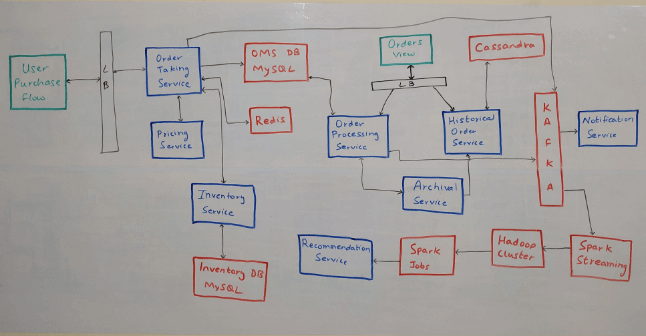 User
Purchase
Flow
L
B
Order
Taking
Service
OMS DB
MySQL
Redis
Pricing
Service
Inventory
Service
Inventory DB
MySQL
Orders
View
LB
Cassandra
Order
Processing
Service
Historical
Order
Service
Archival
Service
K
A
F
K
A
Notification
Service
Recommendation
Service
Spark
Jobs
Hadoop
Cluster
Spark
Streaming